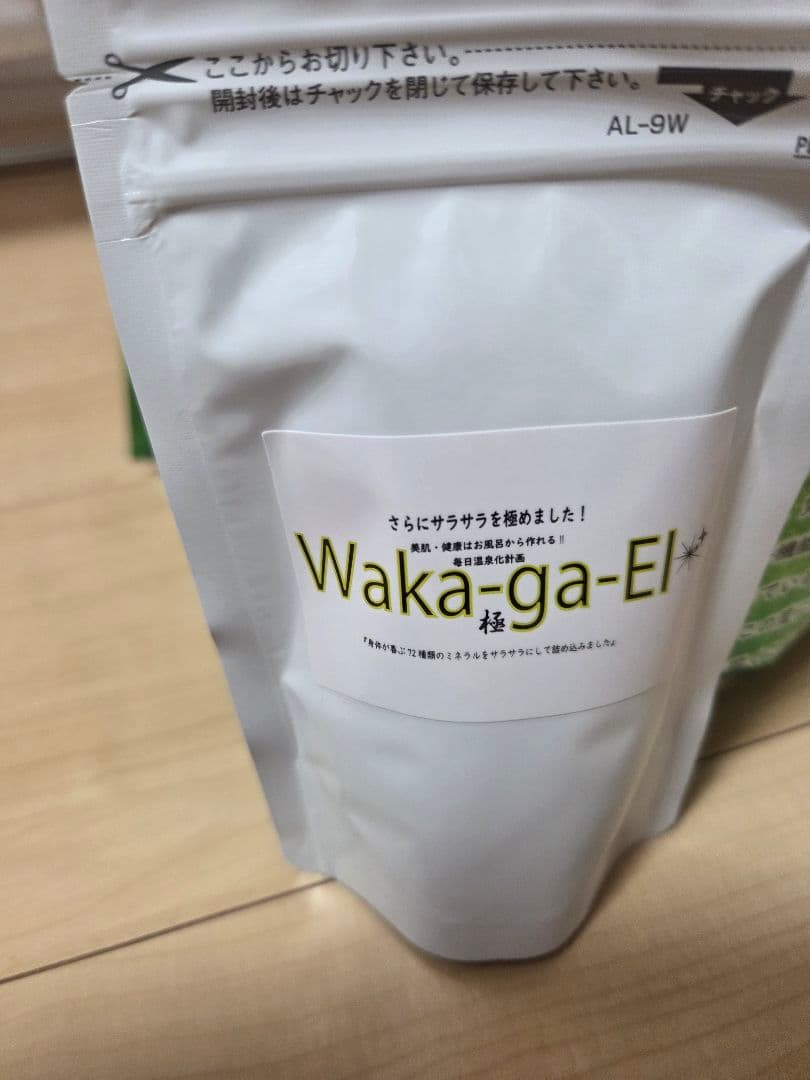 ここからお切り下さい。
開封後はチャックを閉じて保存して下さい。
チャック
AL-9W
さらにサラサラを極めました！
美肌・健康はお風呂から作れる!!
毎日温泉化計画
Waka-ga-El
極
『身体が喜ぶ72種類のミネラルをサラサラにして詰め込みました』